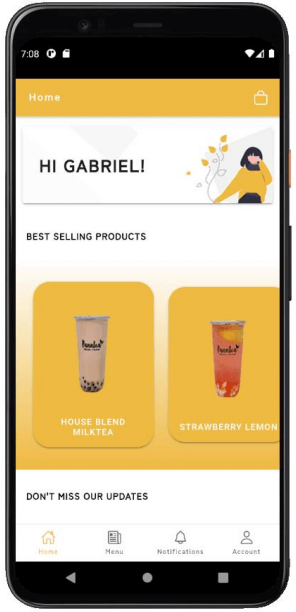 7:08
Home
HI GABRIEL!
BEST SELLING PRODUCTS
HOUSE BLEND
MILKTEA
STRAWBERRY LEMON
DON'T MISS OUR UPDATES
Home Menu Notifications Account